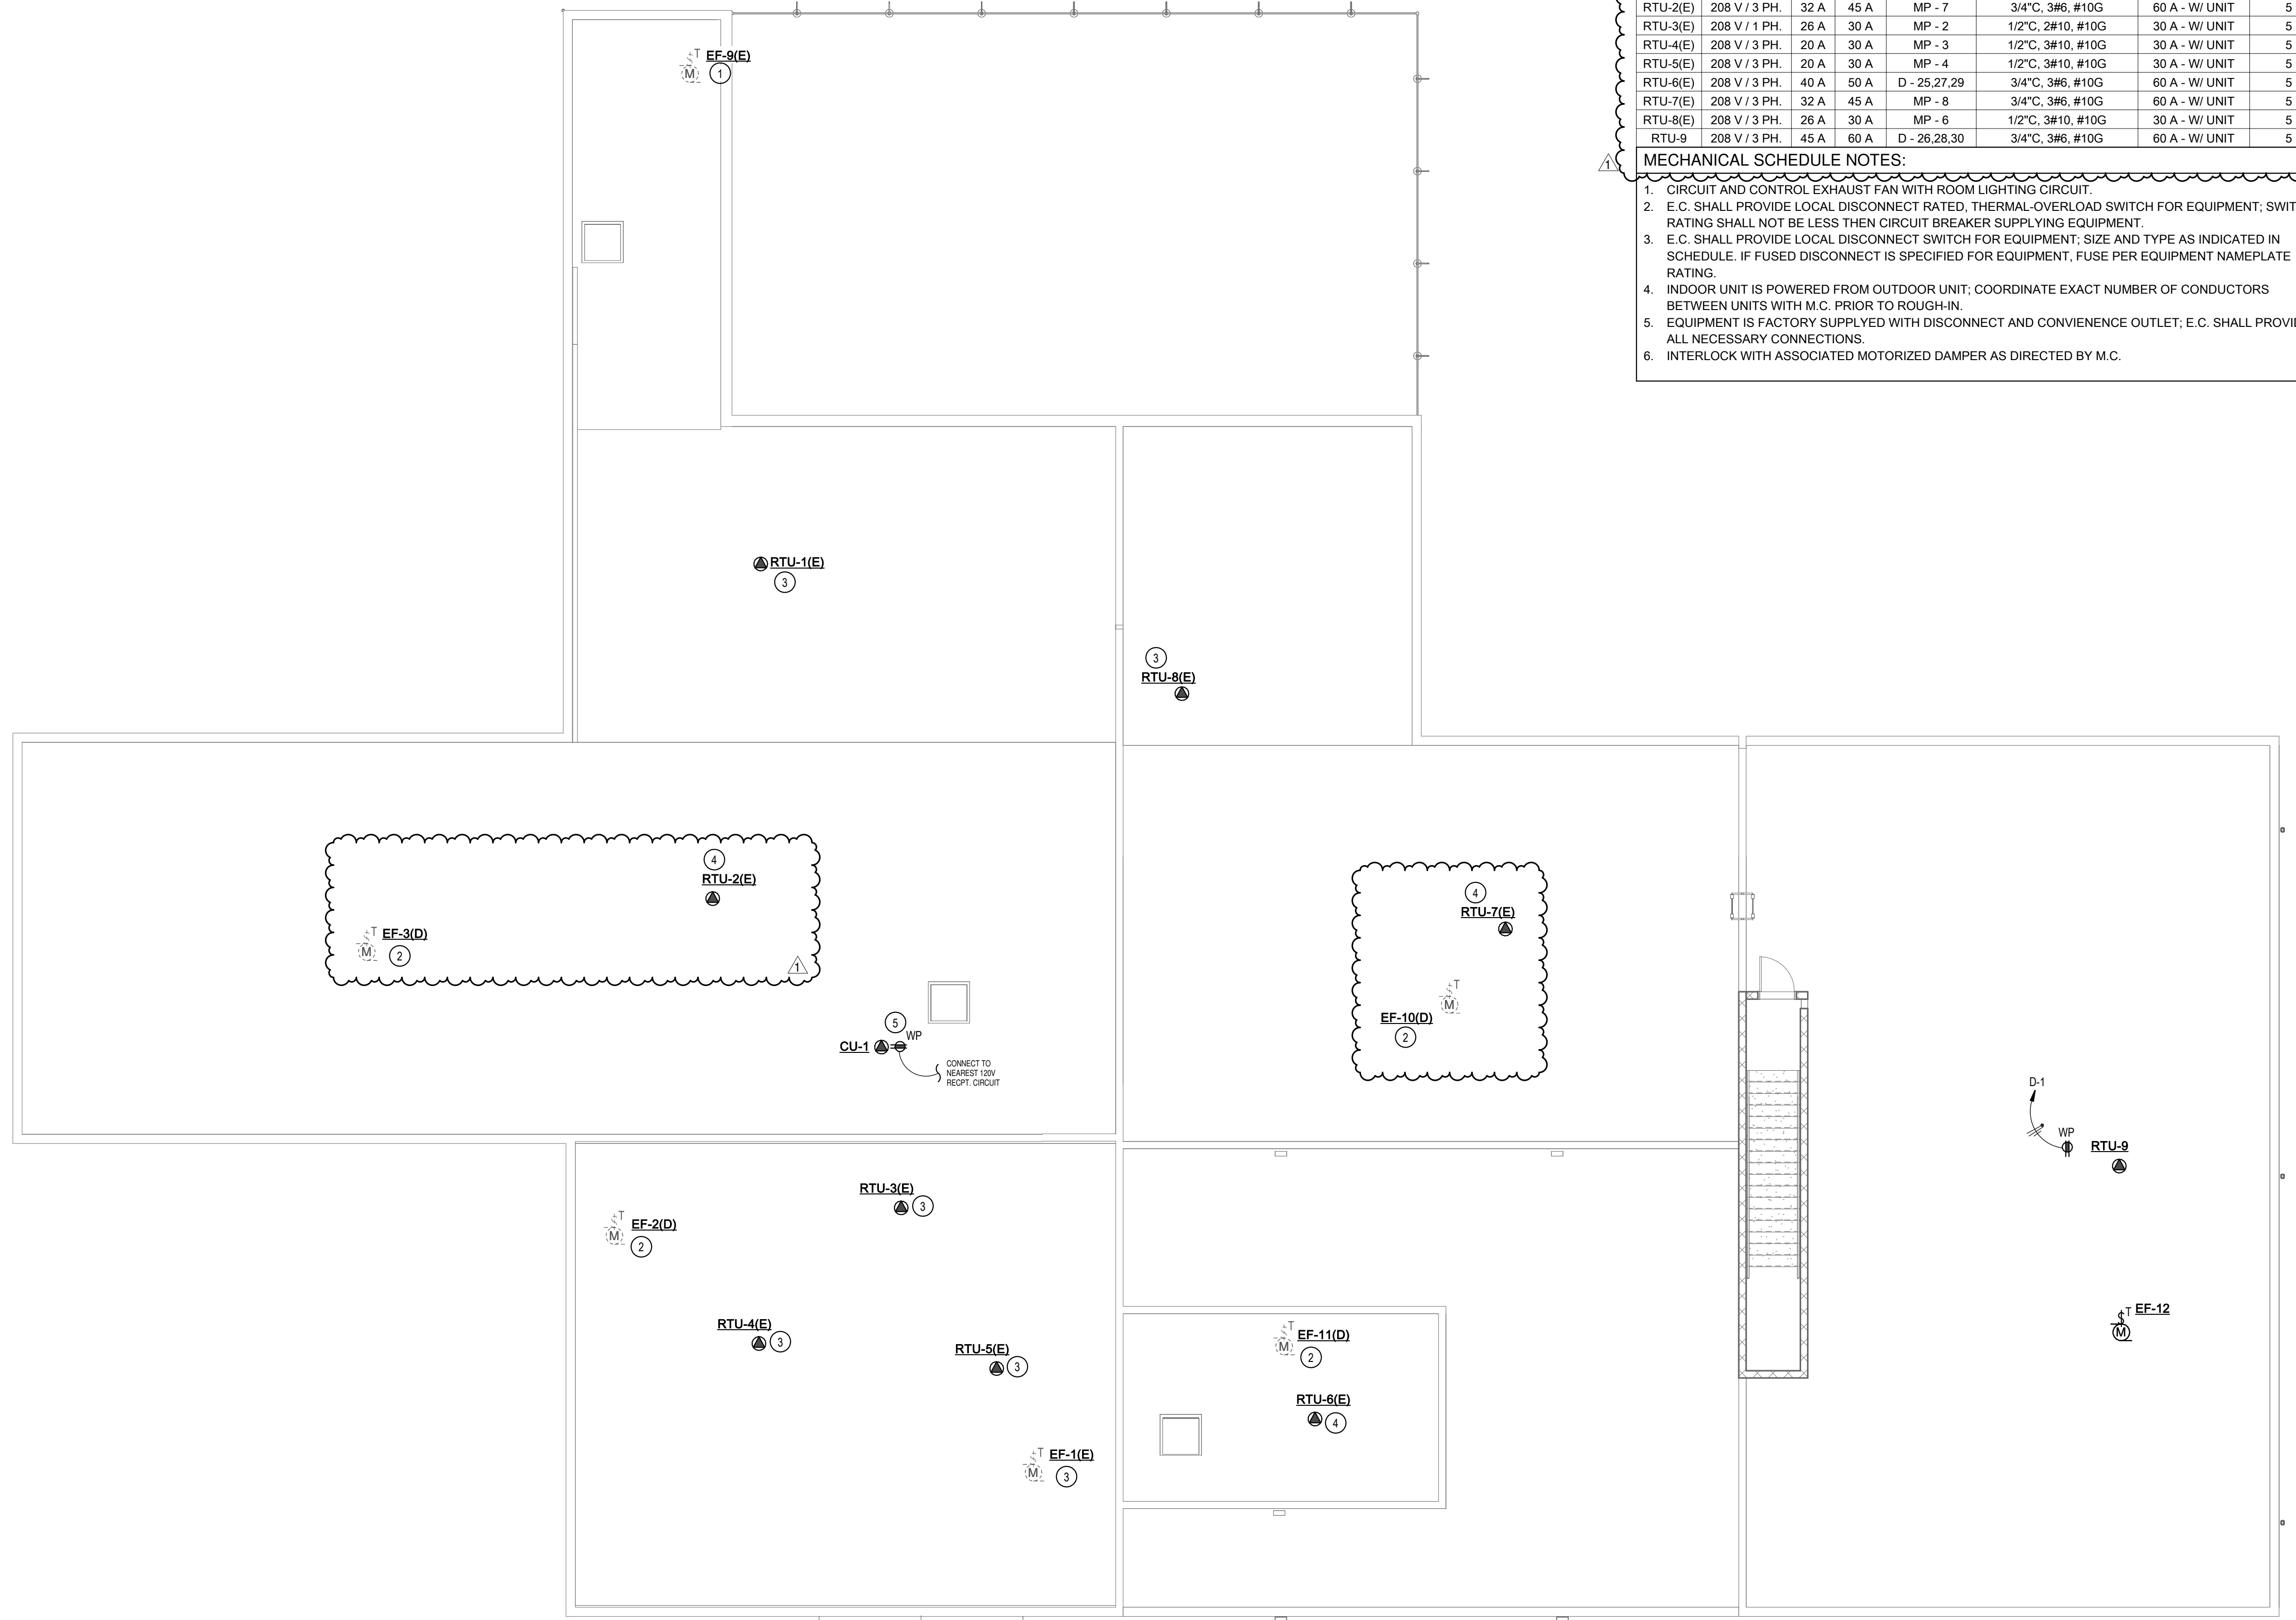 RTU-2(E) 208 V / 3 PH. 32 A 45 A MP - 7 3/4"C, 3#6, #10G 60 A - W/ UNIT 5
RTU-3(E) 208 V / 1 PH. 26 A 30 A MP - 2 1/2"C, 2#10, #10G 30 A - W/ UNIT 5
RTU-4(E) 208 V / 3 PH. 20 A 30 A MP - 3 1/2"C, 3#10, #10G 30 A - W/ UNIT 5
RTU-5(E) 208 V / 3 PH. 20 A 30 A MP - 4 1/2"C, 3#10, #10G 30 A - W/ UNIT 5
RTU-6(E) 208 V / 3 PH. 40 A 50 A D - 25,27,29 3/4"C, 3#6, #10G 60 A - W/ UNIT 5
RTU-7(E) 208 V / 3 PH. 32 A 45 A MP - 8 3/4"C, 3#6, #10G 60 A - W/ UNIT 5
RTU-8(E) 208 V / 3 PH. 26 A 30 A MP - 6 1/2"C, 3#10, #10G 30 A - W/ UNIT 5
RTU-9 208 V / 3 PH. 45 A 60 A D - 26,28,30 3/4"C, 3#6, #10G 60 A - W/ UNIT 5
1
MECHANICAL SCHEDULE NOTES:
1. CIRCUIT AND CONTROL EXHAUST FAN WITH ROOM LIGHTING CIRCUIT.
2. E.C. SHALL PROVIDE LOCAL DISCONNECT RATED, THERMAL-OVERLOAD SWITCH FOR EQUIPMENT; SWIT
RATING SHALL NOT BE LESS THEN CIRCUIT BREAKER SUPPLYING EQUIPMENT.
3. E.C. SHALL PROVIDE LOCAL DISCONNECT SWITCH FOR EQUIPMENT; SIZE AND TYPE AS INDICATED IN
SCHEDULE. IF FUSED DISCONNECT IS SPECIFIED FOR EQUIPMENT, FUSE PER EQUIPMENT NAMEPLATE
RATING.
4. INDOOR UNIT IS POWERED FROM OUTDOOR UNIT; COORDINATE EXACT NUMBER OF CONDUCTORS
BETWEEN UNITS WITH M.C. PRIOR TO ROUGH-IN.
5. EQUIPMENT IS FACTORY SUPPLYED WITH DISCONNECT AND CONVIENENCE OUTLET; E.C. SHALL PROVI
ALL NECESSARY CONNECTIONS.
6. INTERLOCK WITH ASSOCIATED MOTORIZED DAMPER AS DIRECTED BY M.C.
$ T EF-9(E)
M 1
RTU-1(E)
3
3
RTU-8(E)
4
RTU-2(E)
$ T EF-3(D)
M 2
1
4
RTU-7(E)
$ T
M
EF-10(D)
2
5
WP
CU-1
CONNECT TO
NEAREST 120V
RECPT. CIRCUIT
D-1
WP
RTU-9
RTU-3(E)
3
$ T EF-2(D)
M 2
RTU-4(E)
3
RTU-5(E)
3
$ T EF-11(D)
M 2
RTU-6(E)
4
$ T EF-1(E)
M 3
$ T EF-12
M